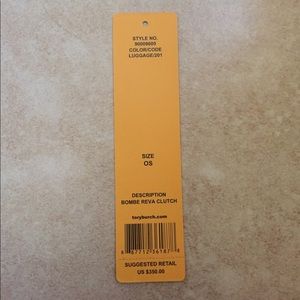 STYLE NO.
90009603
COLOR/CODE
LUGGAGE/201
SIZE
OS
DESCRIPTION
BOMBE REVA CLUTCH
toryburch.com
SUGGESTED RETAIL
US $350.00